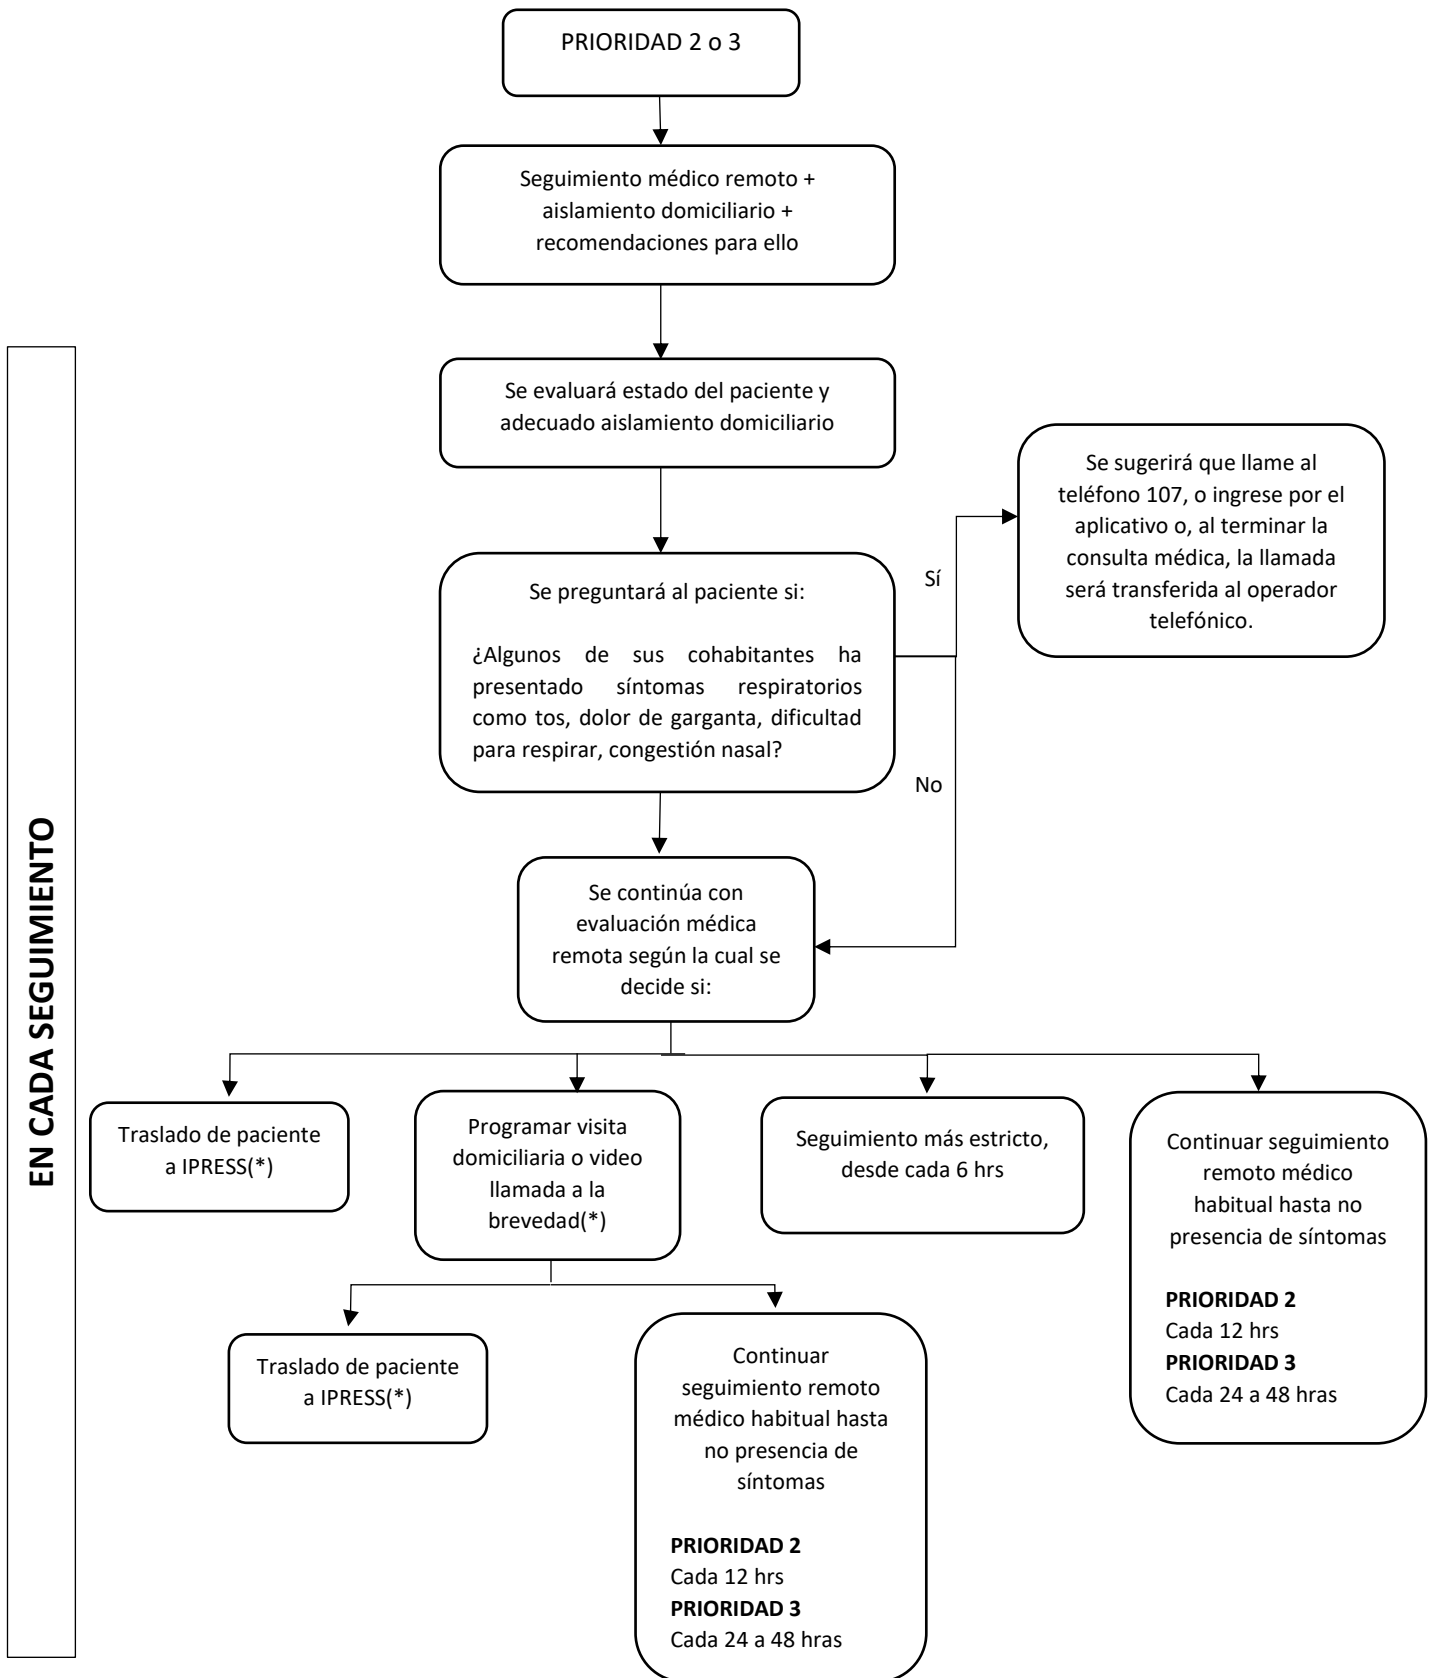 PRIORIDAD 2 o 3
Seguimiento médico remoto +
aislamiento domiciliario +
recomendaciones para ello
Se evaluará estado del paciente y
adecuado aislamiento domiciliario
Se sugerirá que llame al
teléfono 107, o ingrese por el
aplicativo o, al terminar la
consulta médica, la llamada
será transferida al operador
telefónico.
Sí
Se preguntará al paciente si:
¿Algunos de sus cohabitantes ha
presentado síntomas respiratorios
como tos, dolor de garganta, dificultad
para respirar, congestión nasal?
No
Se continúa con
evaluación médica
remota según la cual se
decide si:
EN CADA SEGUIMIENTO
Traslado de paciente
a IPRESS(*)
Programar visita
domiciliaria o video
llamada a la
brevedad(*)
Seguimiento más estricto,
desde cada 6 hrs
Continuar seguimiento
remoto médico
habitual hasta no
presencia de síntomas
PRIORIDAD 2
Cada 12 hrs
PRIORIDAD 3
Cada 24 a 48 hras
Traslado de paciente
a IPRESS(*)
Continuar
seguimiento remoto
médico habitual hasta
no presencia de
síntomas
PRIORIDAD 2
Cada 12 hrs
PRIORIDAD 3
Cada 24 a 48 hras